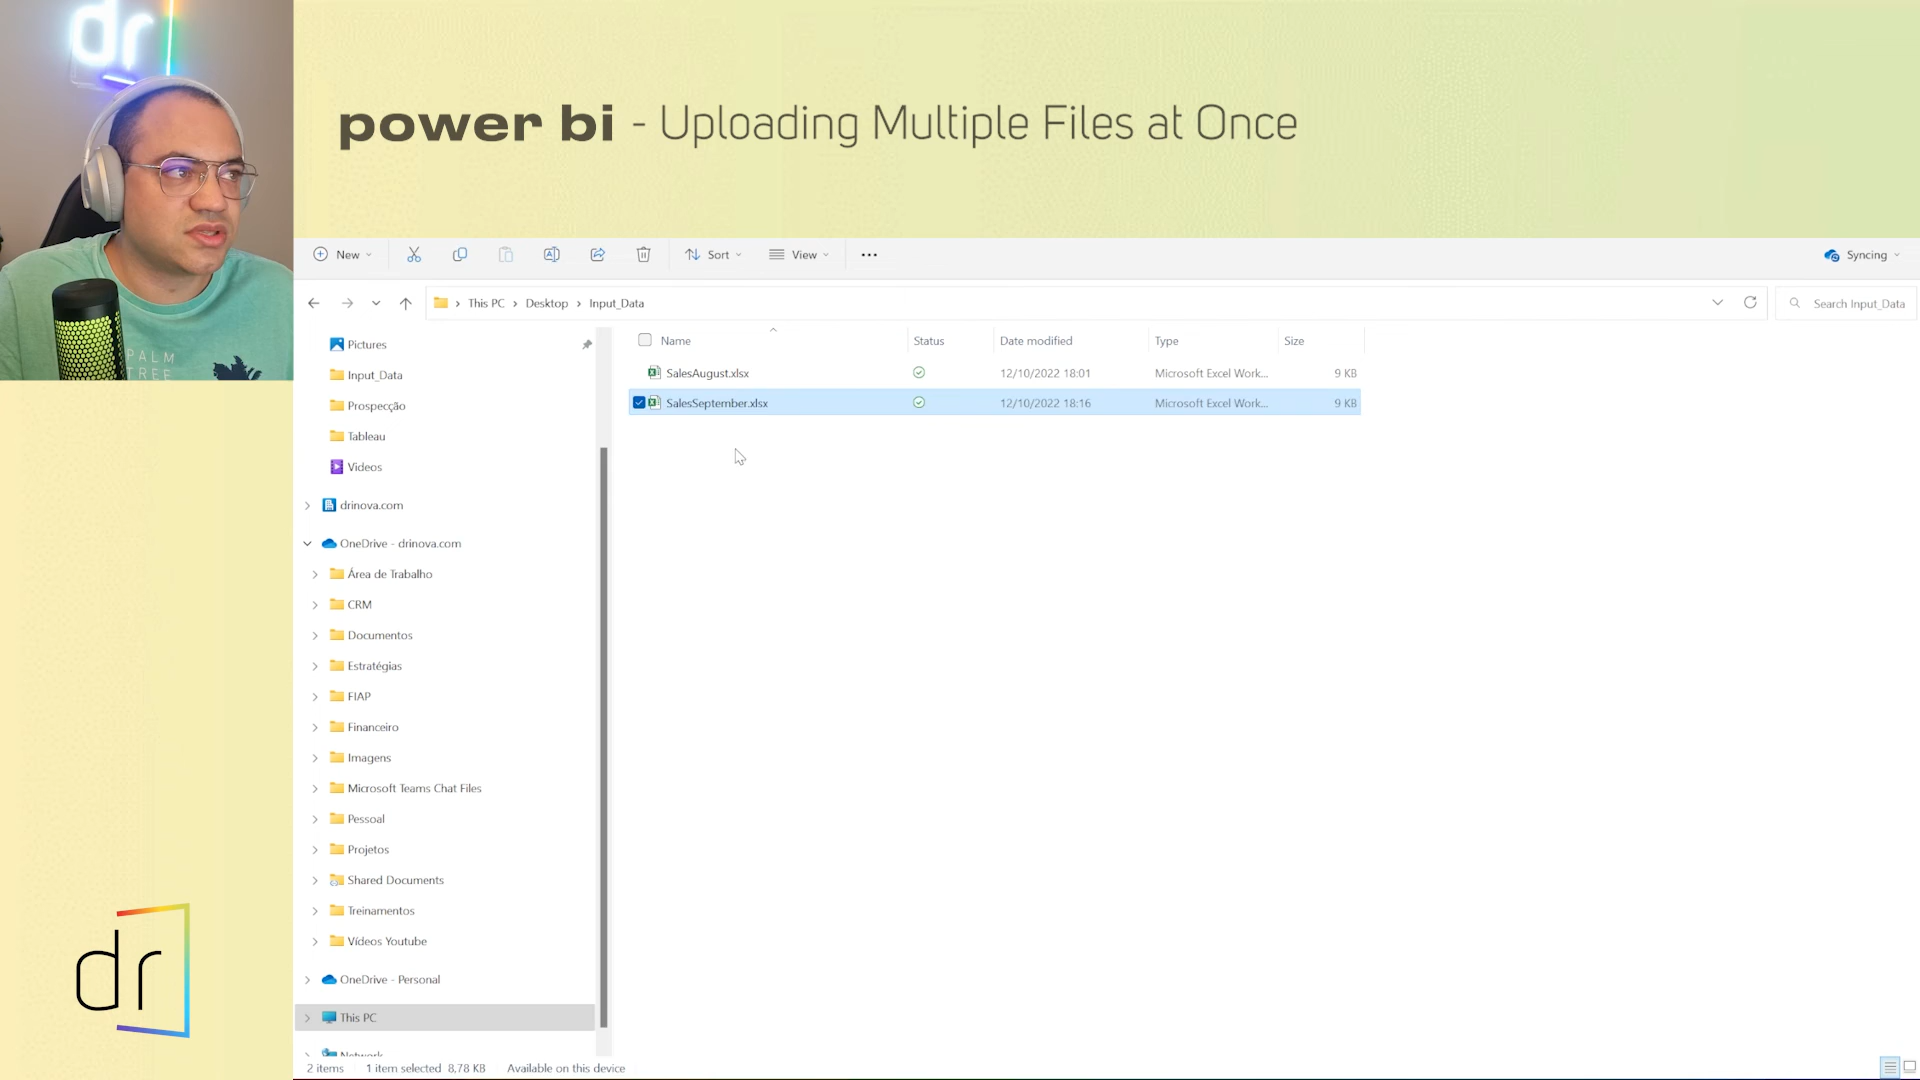 dr
power bi - Uploading Multiple Files at Once
New
Sort
View
Syncing
This PC > Desktop > Input_Data
Search Input_Data
Name
Status
Date modified
Type
Size
SalesAugust.xlsx
12/10/2022 18:01
Microsoft Excel Work...
9 KB
SalesSeptember.xlsx
12/10/2022 18:16
Microsoft Excel Work...
9 KB
Pictures
Input_Data
Prospecção
Tableau
Videos
drinova.com
OneDrive - drinova.com
Área de Trabalho
CRM
Documentos
Estratégias
FIAP
Financeiro
Imagens
Microsoft Teams Chat Files
Pessoal
Projetos
Shared Documents
Treinamentos
Vídeos Youtube
OneDrive - Personal
This PC
Network
2 items
1 item selected 8,78 KB
Available on this device
PALM
TREE
dr